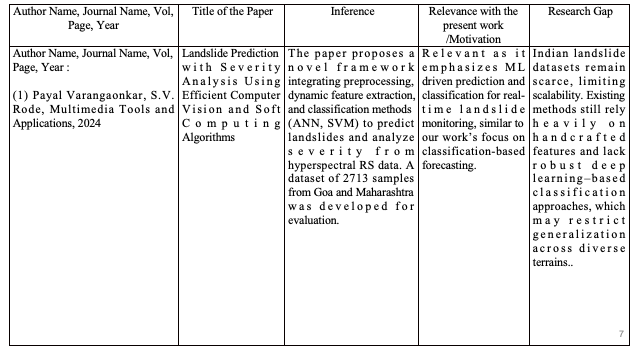 Author Name, Journal Name, Vol,
Page, Year
Title of the Paper
Inference
Relevance with the
present work
/Motivation
Research Gap
Author Name, Journal Name, Vol,
Page, Year :
(1) Payal Varangaonkar, S.V.
Rode, Multimedia Tools and
Applications, 2024
Landslide Prediction
with Severity
Analysis Using
Efficient Computer
Vision and Soft
Computing
Algorithms
The paper proposes a
novel framework
integrating preprocessing,
dynamic feature extraction,
and classification methods
(ANN, SVM) to predict
landslides and analyze
severity from
hyperspectral RS data. A
dataset of 2713 samples
from Goa and Maharashtra
was developed for
evaluation.
Relevant as it
emphasizes ML
driven prediction and
classification for real-
time landslide
monitoring, similar to
our work's focus on
classification-based
forecasting.
Indian landslide
datasets remain
scarce, limiting
scalability. Existing
methods still rely
heavily on
handcrafted
features and lack
robust deep
learning–based
classification
approaches, which
may restrict
generalization
across diverse
terrains..
7